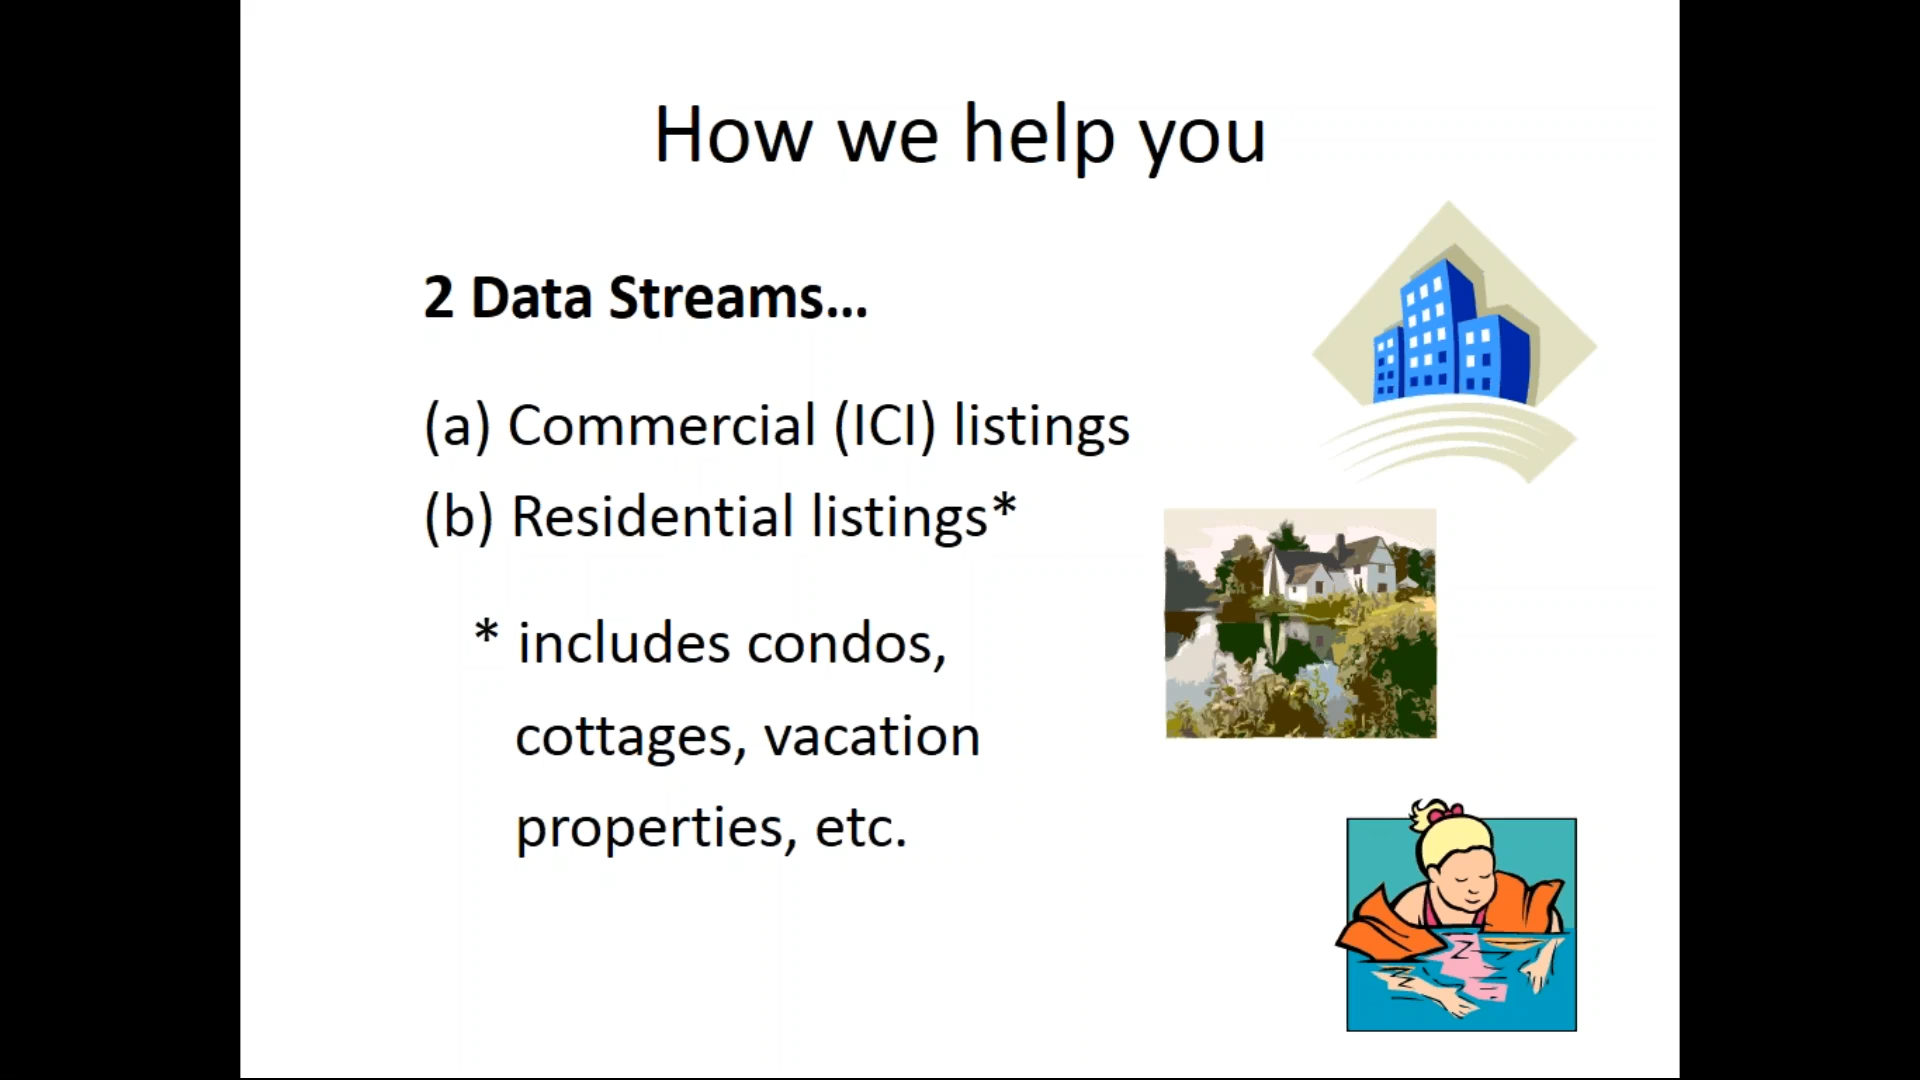 How we help you
2 Data Streams...
(a) Commercial (ICI) listings
(b) Residential listings*
* includes condos,
cottages, vacation
properties, etc.